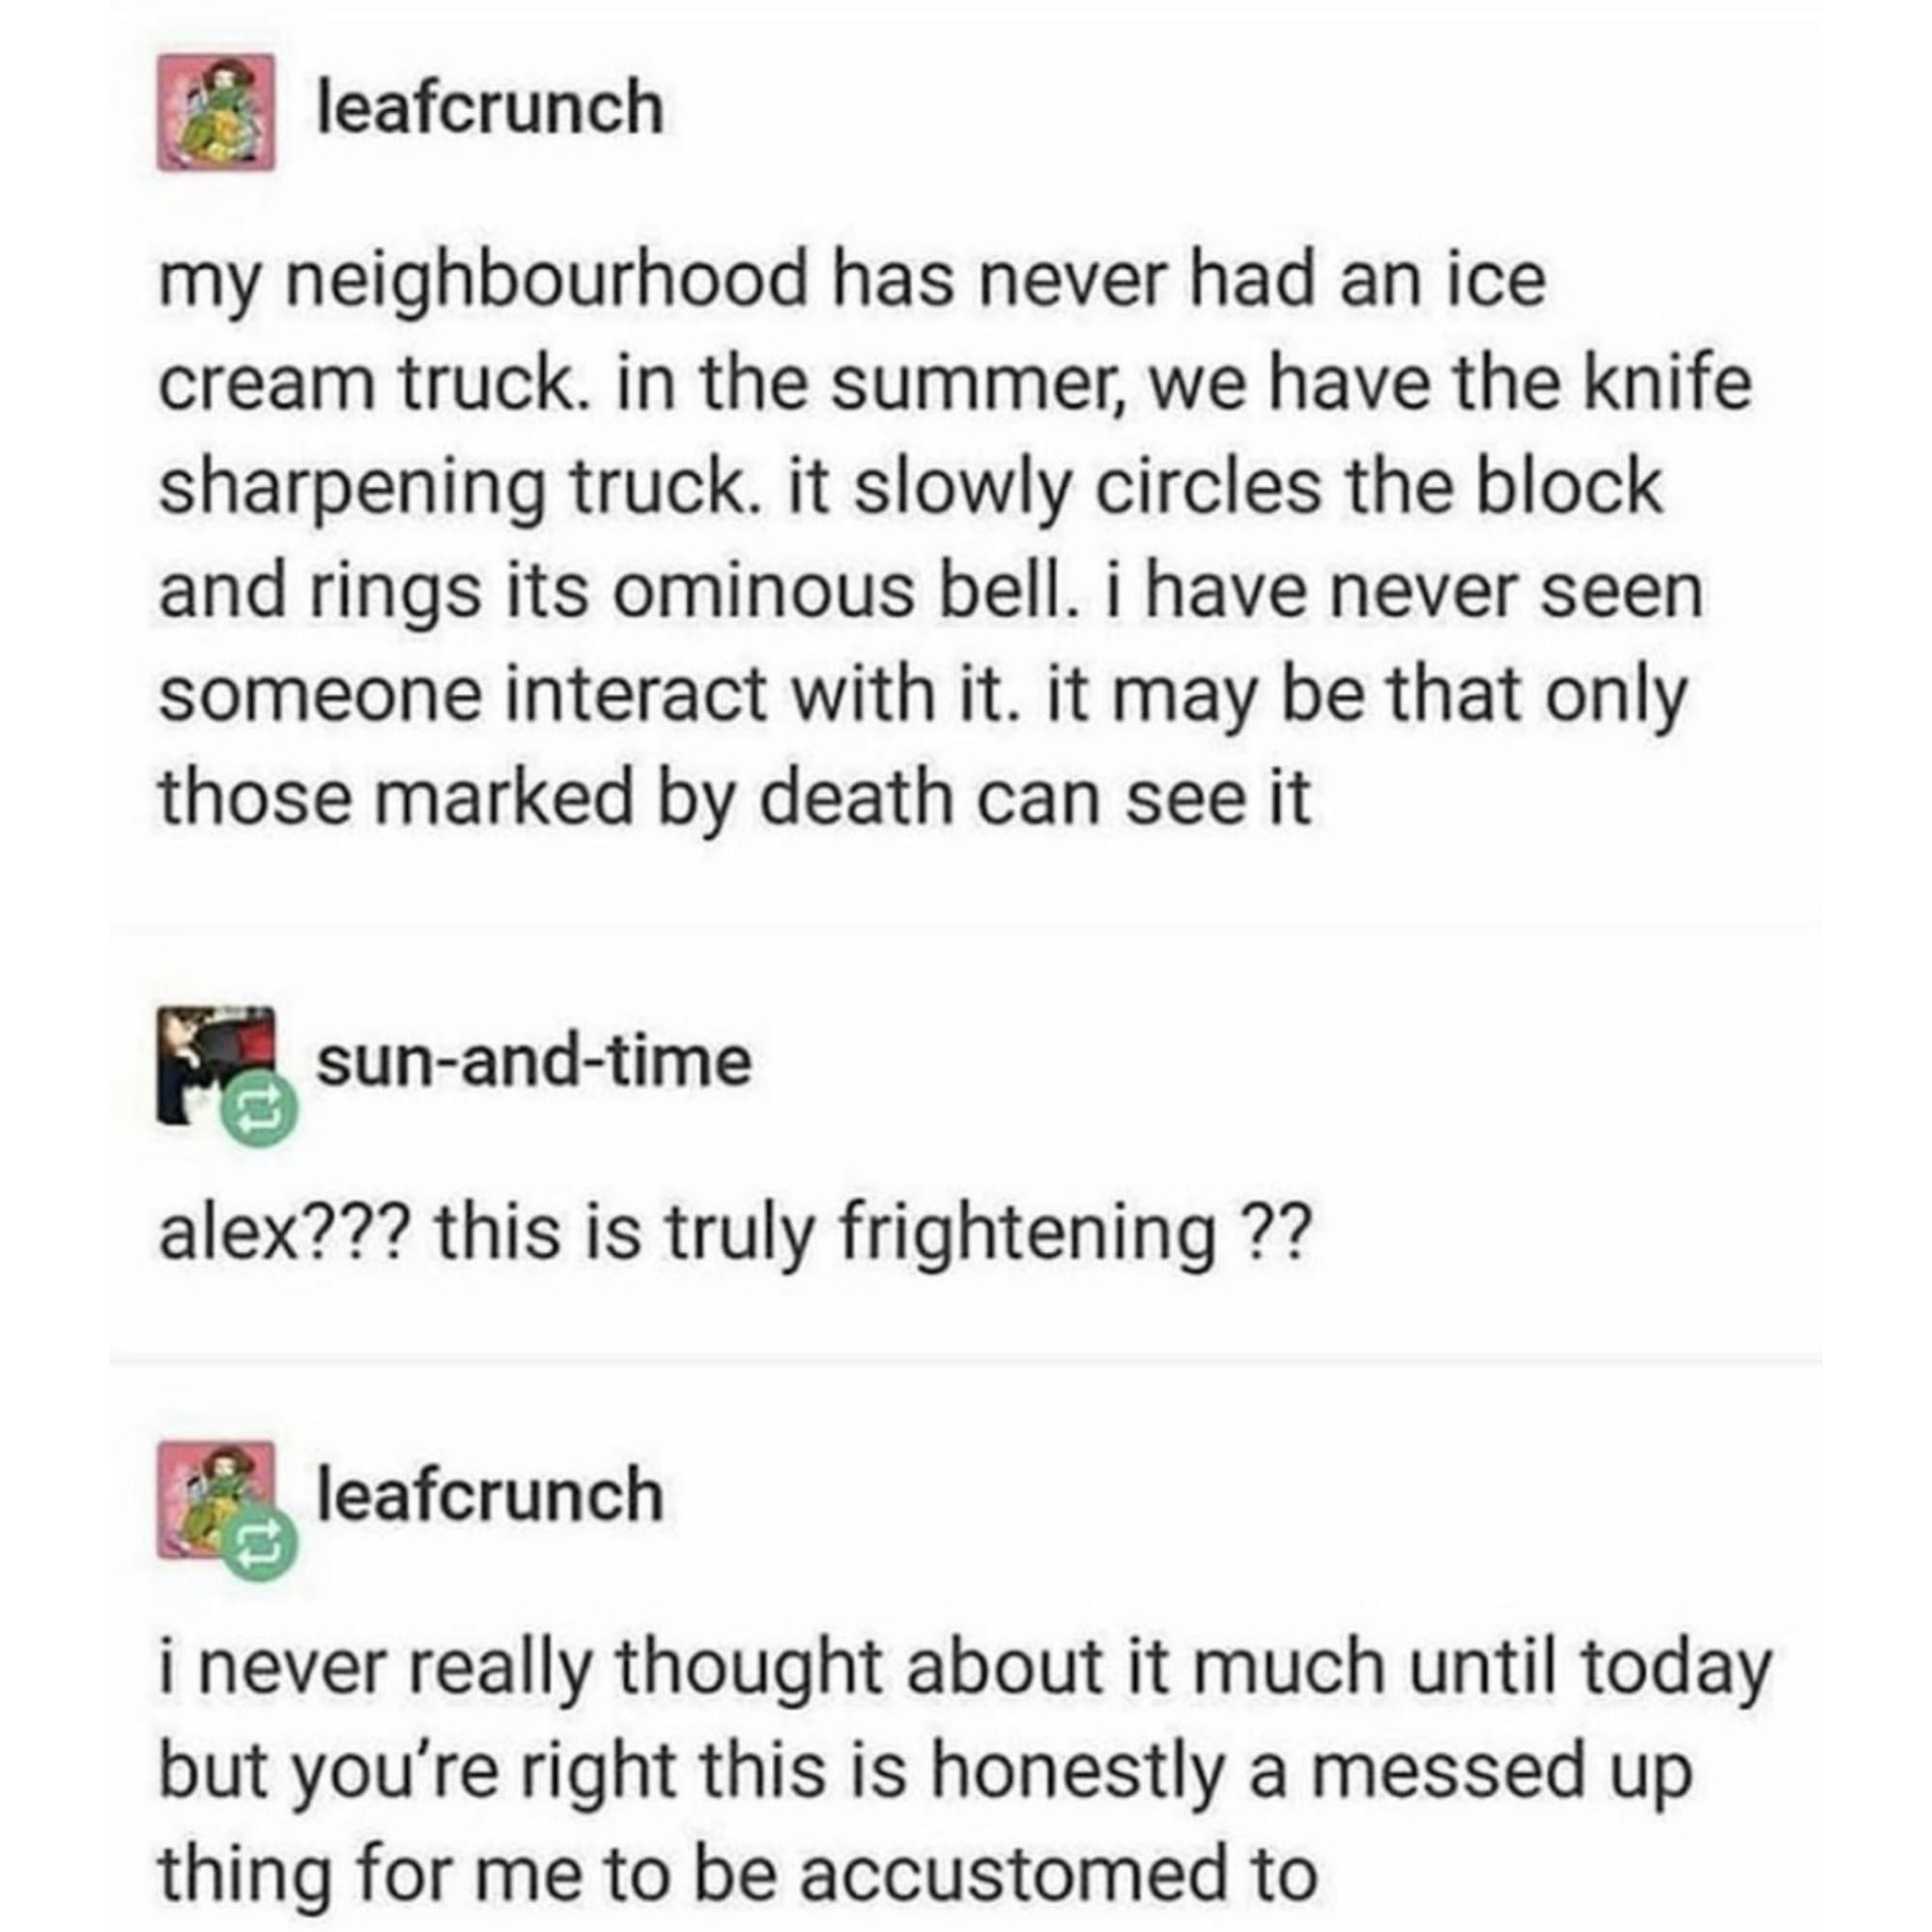 leafcrunch
my neighbourhood has never had an ice
cream truck. in the summer, we have the knife
sharpening truck. it slowly circles the block
and rings its ominous bell. i have never seen
someone interact with it. it may be that only
those marked by death can see it
sun-and-time
alex??? this is truly frightening ??
leafcrunch
i never really thought about it much until today
but you’re right this is honestly a messed up
thing for me to be accustomed to